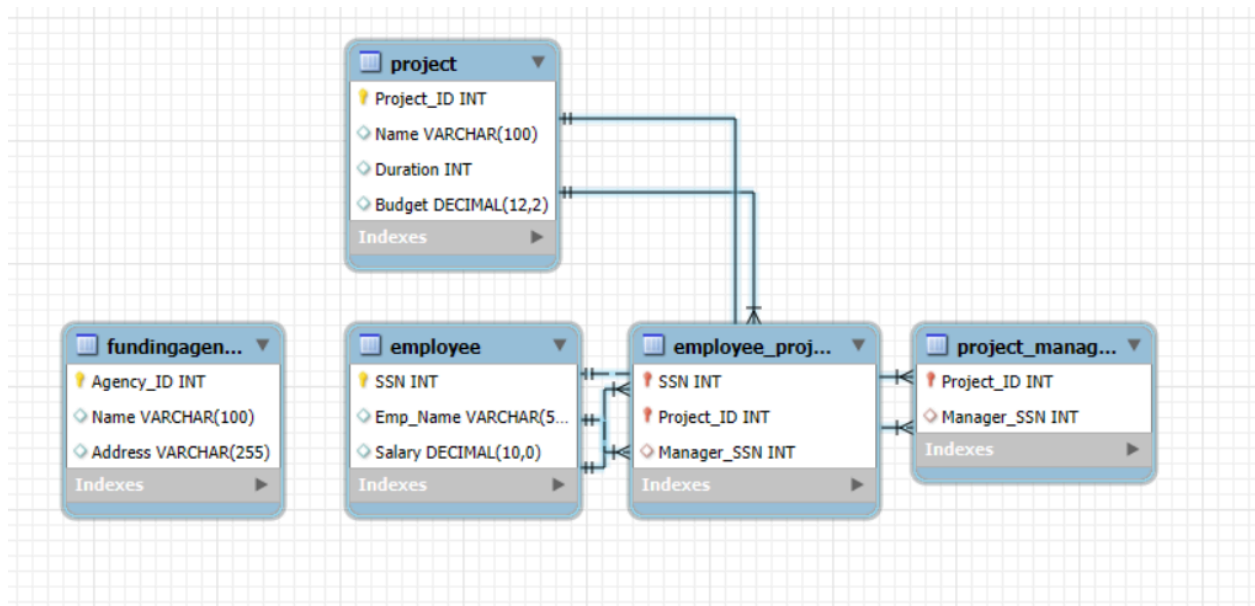 project
Project_ID INT
Name VARCHAR(100)
Duration INT
Budget DECIMAL(12,2)
Indexes
fundingagen...
Agency_ID INT
Name VARCHAR(100)
Address VARCHAR(255)
Indexes
employee
SSN INT
Emp_Name VARCHAR(5...
Salary DECIMAL(10,0)
Indexes
employee_proj...
SSN INT
Project_ID INT
Manager_SSN INT
Indexes
project_manag...
Project_ID INT
Manager_SSN INT
Indexes